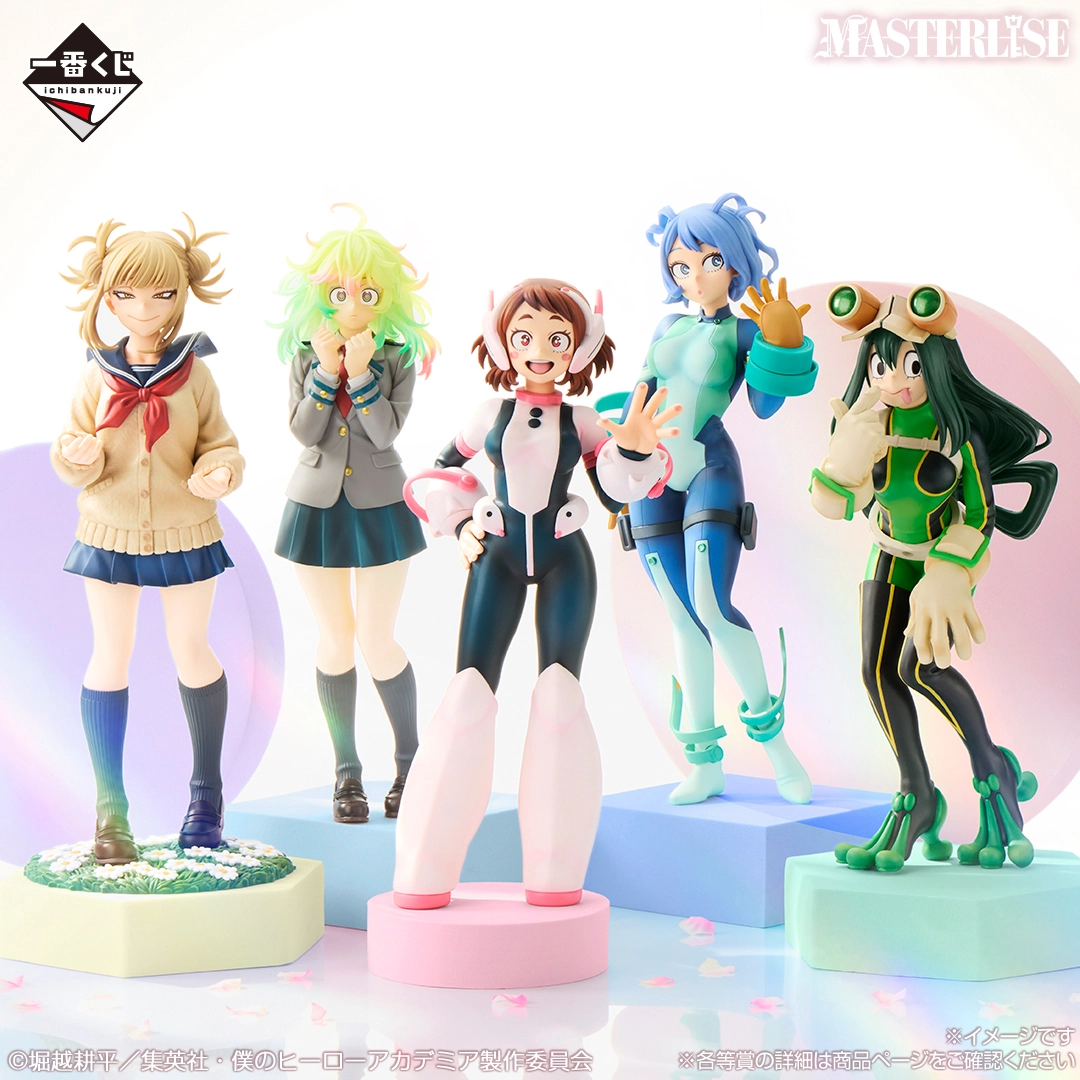 一番くじ
ichibankuji
MASTERLISE
©堀越耕平／集英社・僕のヒーローアカデミア製作委員会
※イメージです
※各等賞の詳細は商品ページをご確認ください